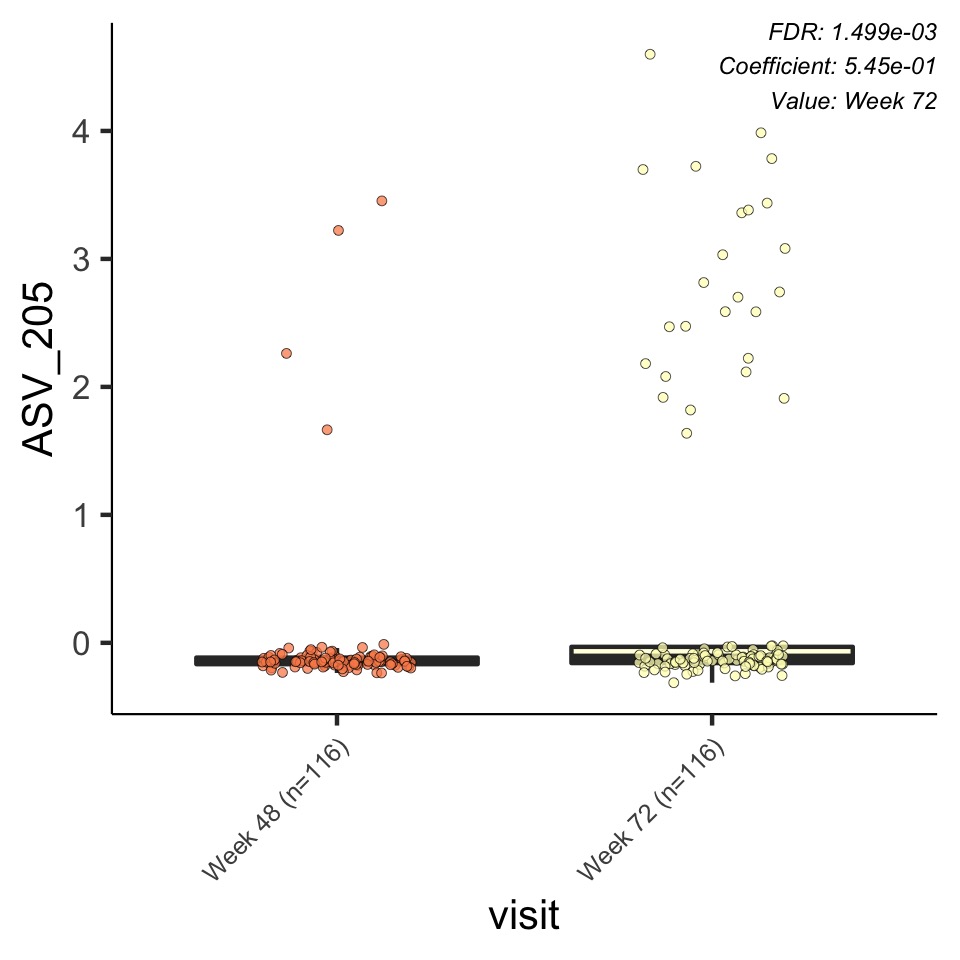 FDR: 1.499e-03
Coefficient: 5.45e-01
Value: Week 72
ASV_205
4
3
2
1
0
Week 48 (n=116)
Week 72 (n=116)
visit